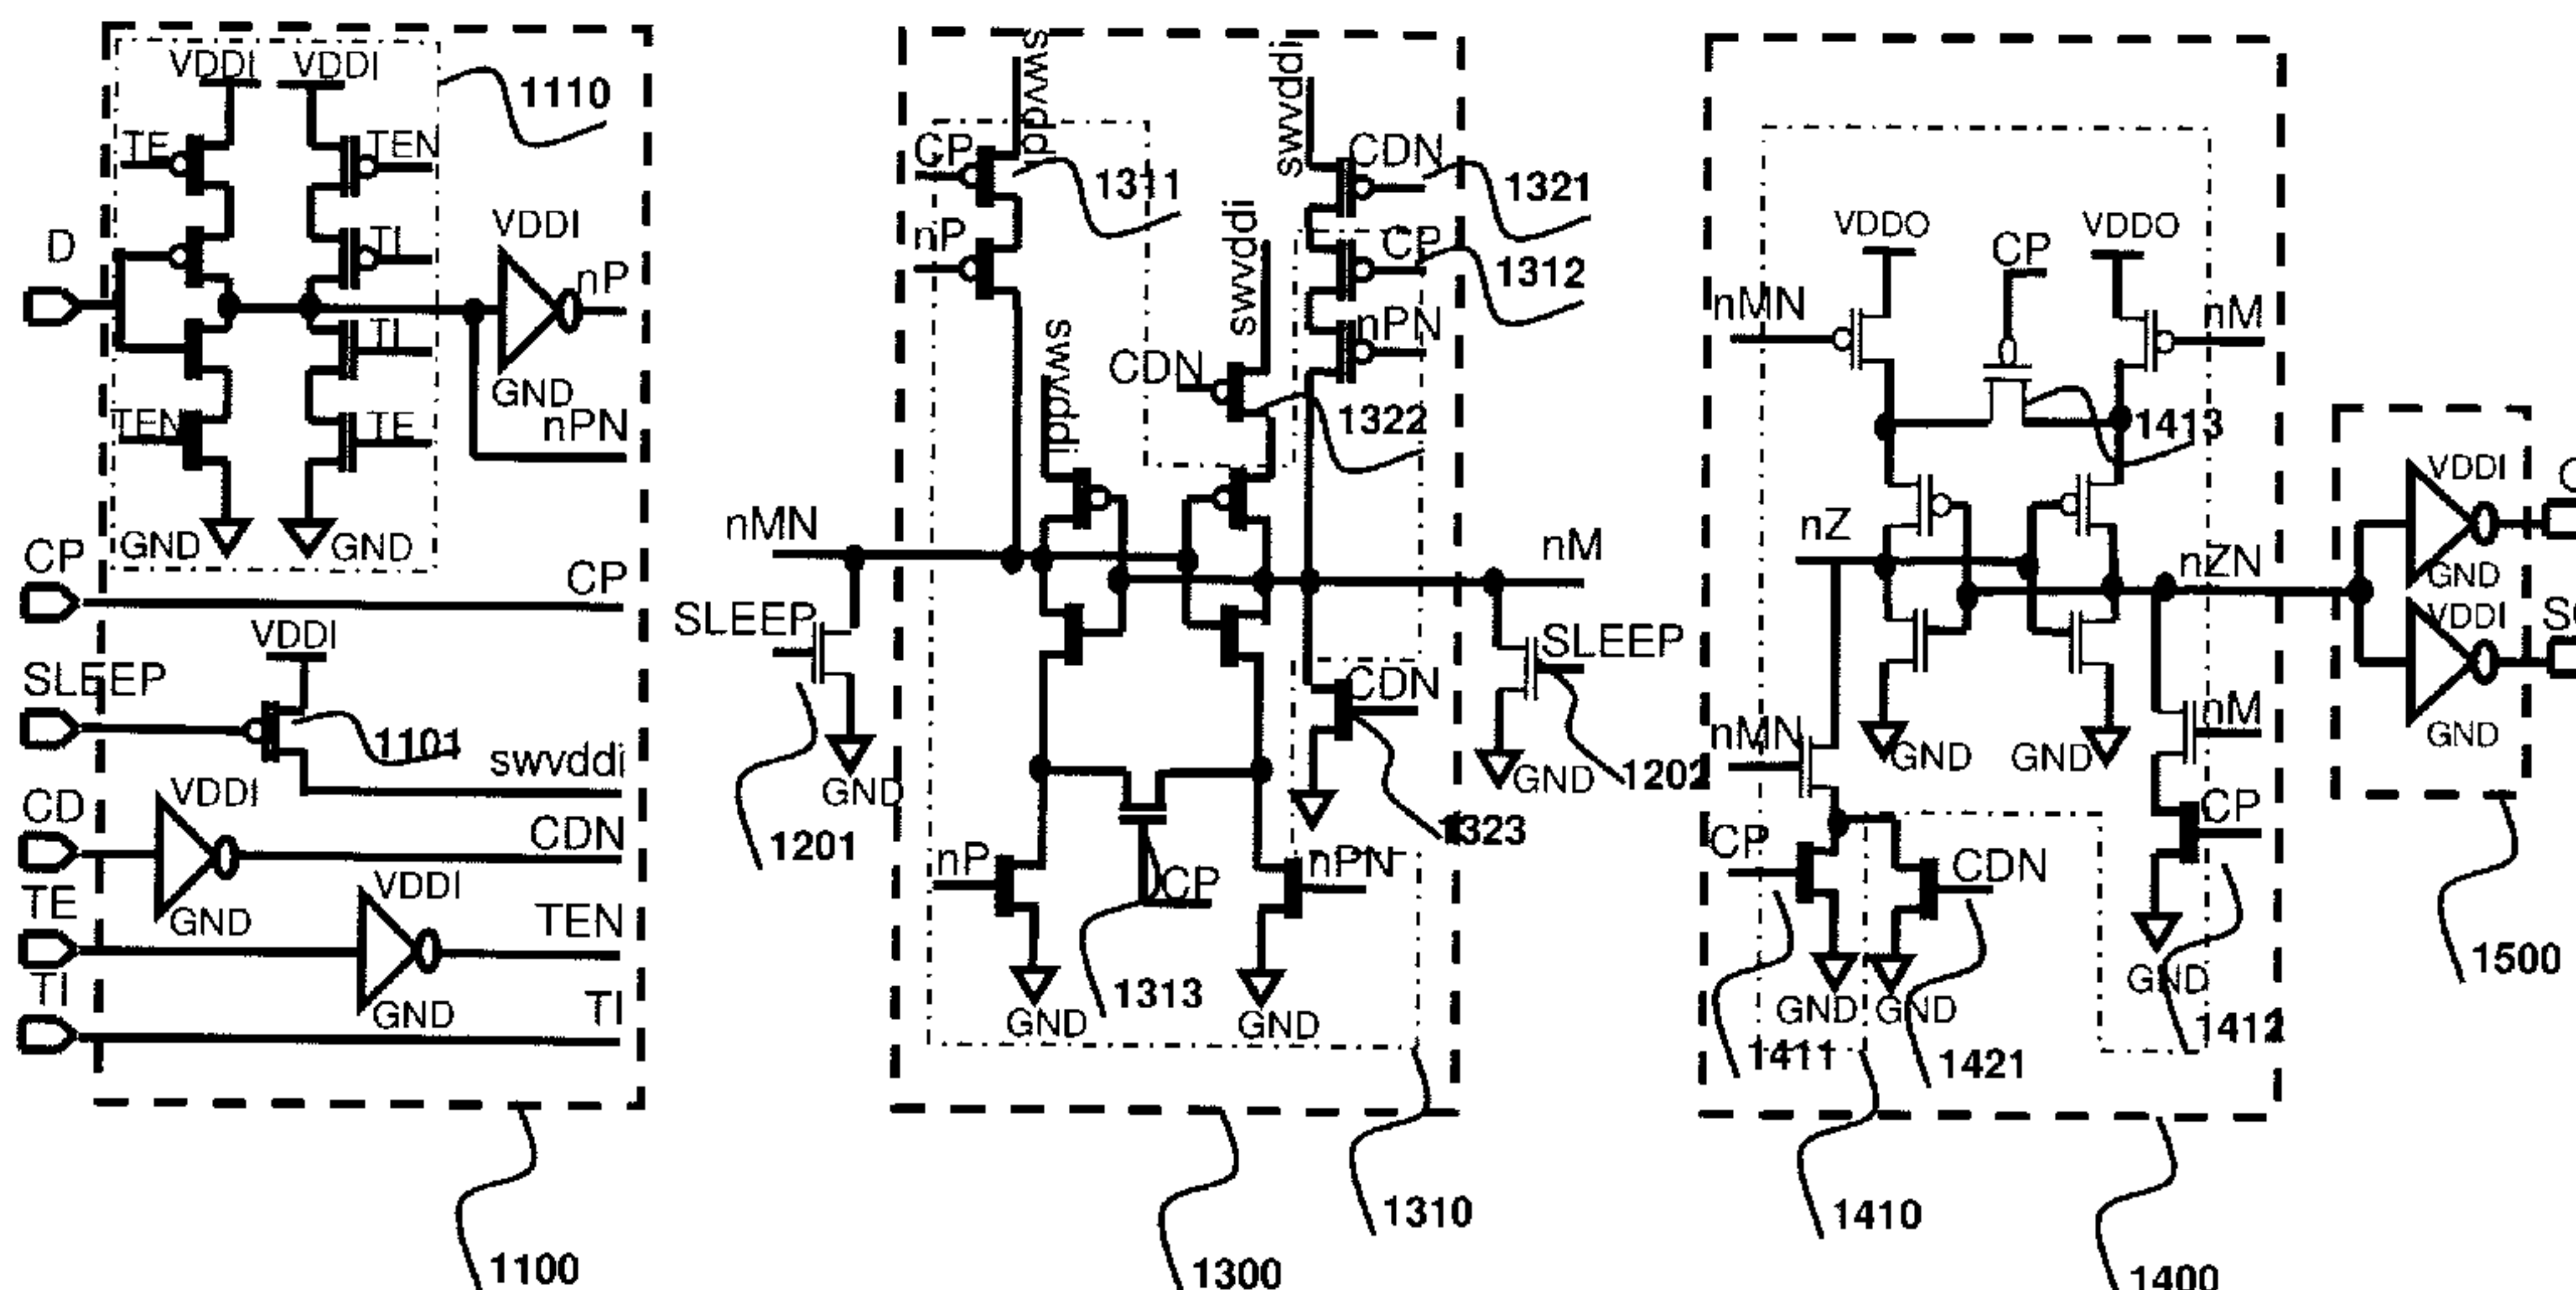 VDDI
VDDI
1110
TE
TEN
D
TI
VDDI
nP
TI
GND
TEN
TE
nPN
GND
GND
CP
CP
VDDI
SLEEP
1101
swvddi
CD
VDDI
CDN
TE
GND
VDDI
TEN
TI
GND
TI
1100
swvddi
swvddi
CP
CDN
1311
1321
nP
swvddi
CP
1312
swvddi
nPN
CDN
1322
nMN
nM
SLEEP
SLEEP
CDN
GND
GND
1202
1201
1323
nP
CP
nPN
1313
GND
GND
1310
1300
VDDO
CP
VDDO
nMN
nM
1413
nZ
nZN
nMN
GND
GND
nM
CP
CP
CDN
GND
GND
GND
1411
1421
1412
1410
1400
VDDI
GND
VDDI
GND
1500